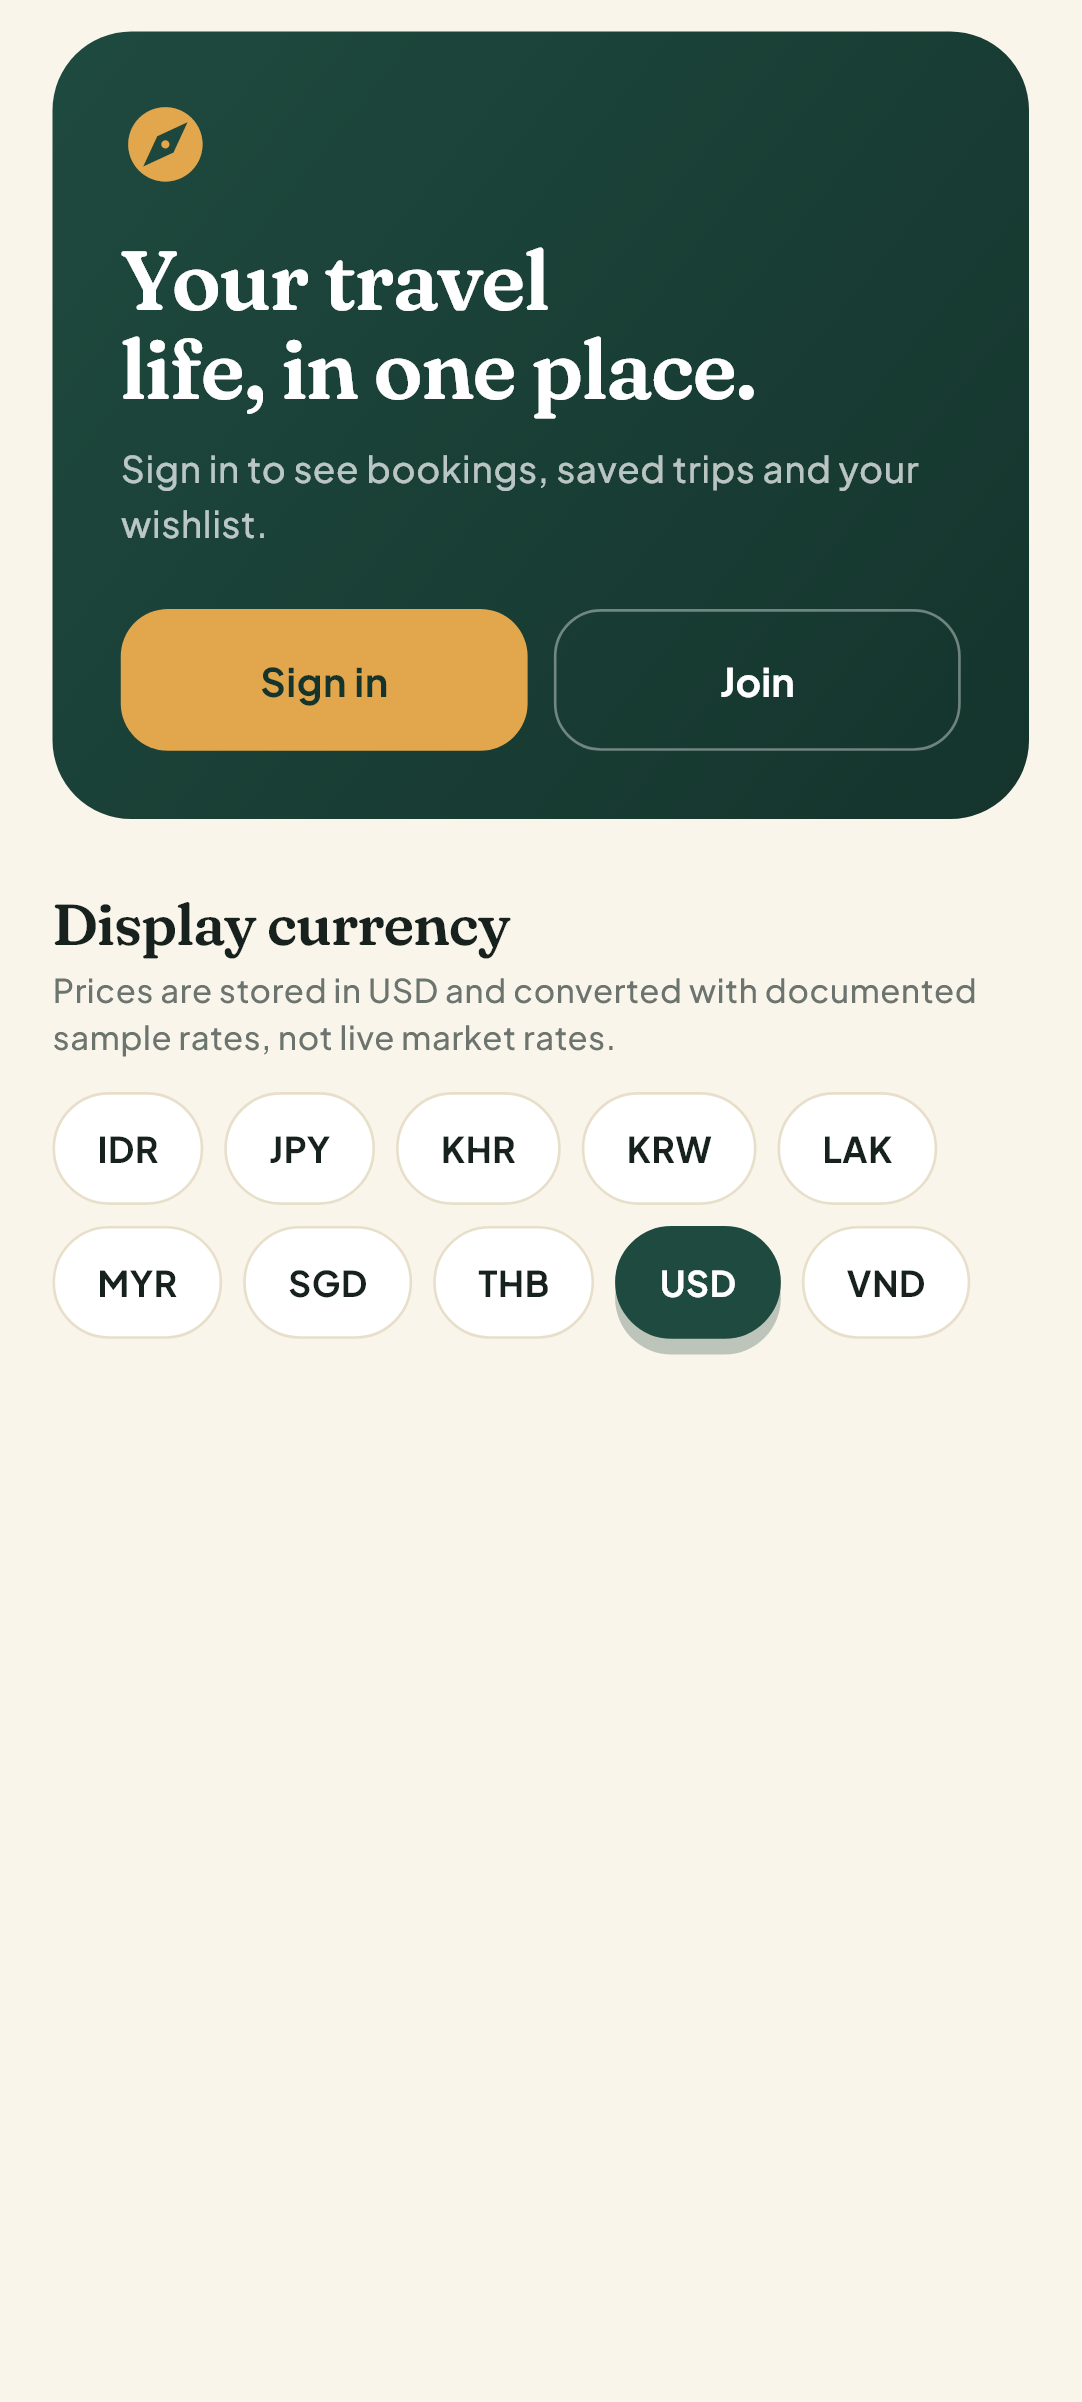 Your travel
life, in one place.
Sign in to see bookings, saved trips and your
wishlist.
Sign in
Join
Display currency
Prices are stored in USD and converted with documented
sample rates, not live market rates.
IDR
JPY
KHR
KRW
LAK
MYR
SGD
THB
USD
VND